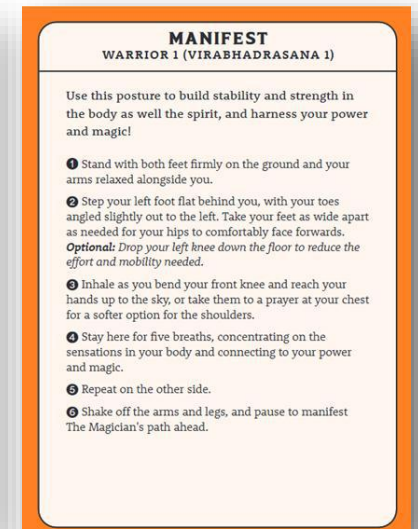 MANIFEST
WARRIOR 1 (VIRABHADRASANA 1)
Use this posture to build stability and strength in
the body as well the spirit, and harness your power
and magic!
1 Stand with both feet firmly on the ground and your
arms relaxed alongside you.
2 Step your left foot flat behind you, with your toes
angled slightly out to the left. Take your feet as wide apart
as needed for your hips to comfortably face forwards.
Optional: Drop your left knee down the floor to reduce the
effort and mobility needed.
3 Inhale as you bend your front knee and reach your
hands up to the sky, or take them to a prayer at your chest
for a softer option for the shoulders.
4 Stay here for five breaths, concentrating on the
sensations in your body and connecting to your power
and magic.
5 Repeat on the other side.
6 Shake off the arms and legs, and pause to manifest
The Magician's path ahead.